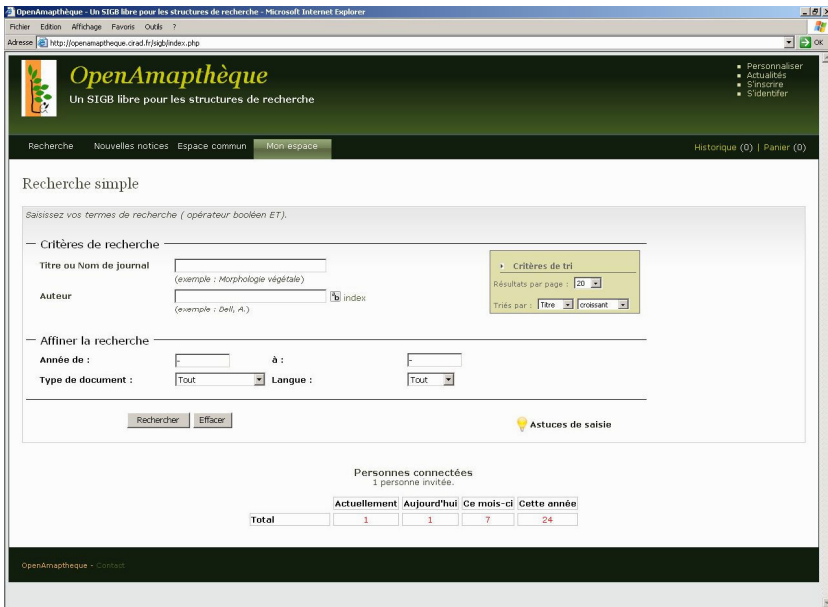 OpenAmapthèque - Un SIGB libre pour les structures de recherche - Microsoft Internet Explorer
Fichier Edition Affichage Favoris Outils ?
Adresse http://openamaptheque.cirad.fr/sigb/index.php OK
OpenAmapthèque
Un SIGB libre pour les structures de recherche
Personnaliser
Actualités
S'inscrire
S'identifer
Recherche Nouvelles notices Espace commun Mon espace Historique (0) | Panier (0)
Recherche simple
Saisissez vos termes de recherche ( opérateur booléen ET).
Critères de recherche
Titre ou Nom de journal
(exemple : Morphologie végétale)
Auteur index
(exemple : Dell, A.)
Critères de tri
Résultats par page : 20
Triés par : Titre croissant
Affiner la recherche
Année de : - à : -
Type de document : Tout Langue : Tout
Rechercher Effacer Astuces de saisie
Personnes connectées
1 personne invitée.
Actuellement Aujourd'hui Ce mois-ci Cette année
Total 1 1 7 24
OpenAmaptheque - Contact